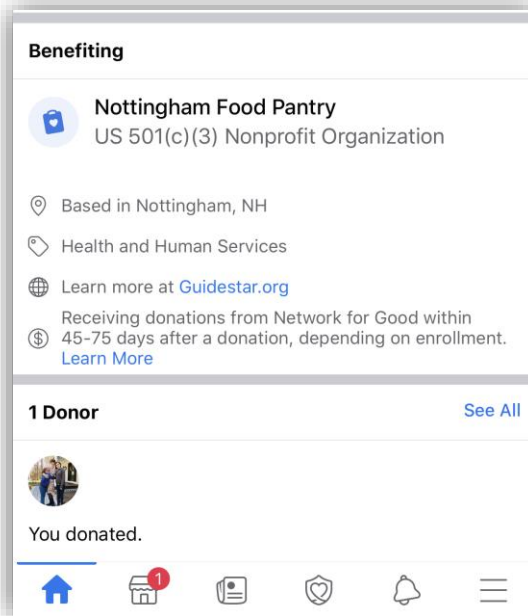 Benefiting
Nottingham Food Pantry
US 501(c)(3) Nonprofit Organization
Based in Nottingham, NH
Health and Human Services
Learn more at Guidestar.org
Receiving donations from Network for Good within
45-75 days after a donation, depending on enrollment.
Learn More
1 Donor
See All
You donated.
1